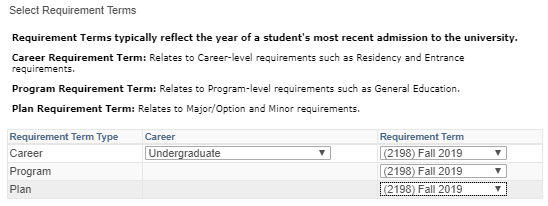 Select Requirement Terms
Requirement Terms typically reflect the year of a student's most recent admission to the university.
Career Requirement Term: Relates to Career-level requirements such as Residency and Entrance
requirements.
Program Requirement Term: Relates to Program-level requirements such as General Education.
Plan Requirement Term: Relates to Major/Option and Minor requirements.
Requirement Term Type Career Requirement Term
Career Undergraduate (2198) Fall 2019
Program (2198) Fall 2019
Plan (2198) Fall 2019